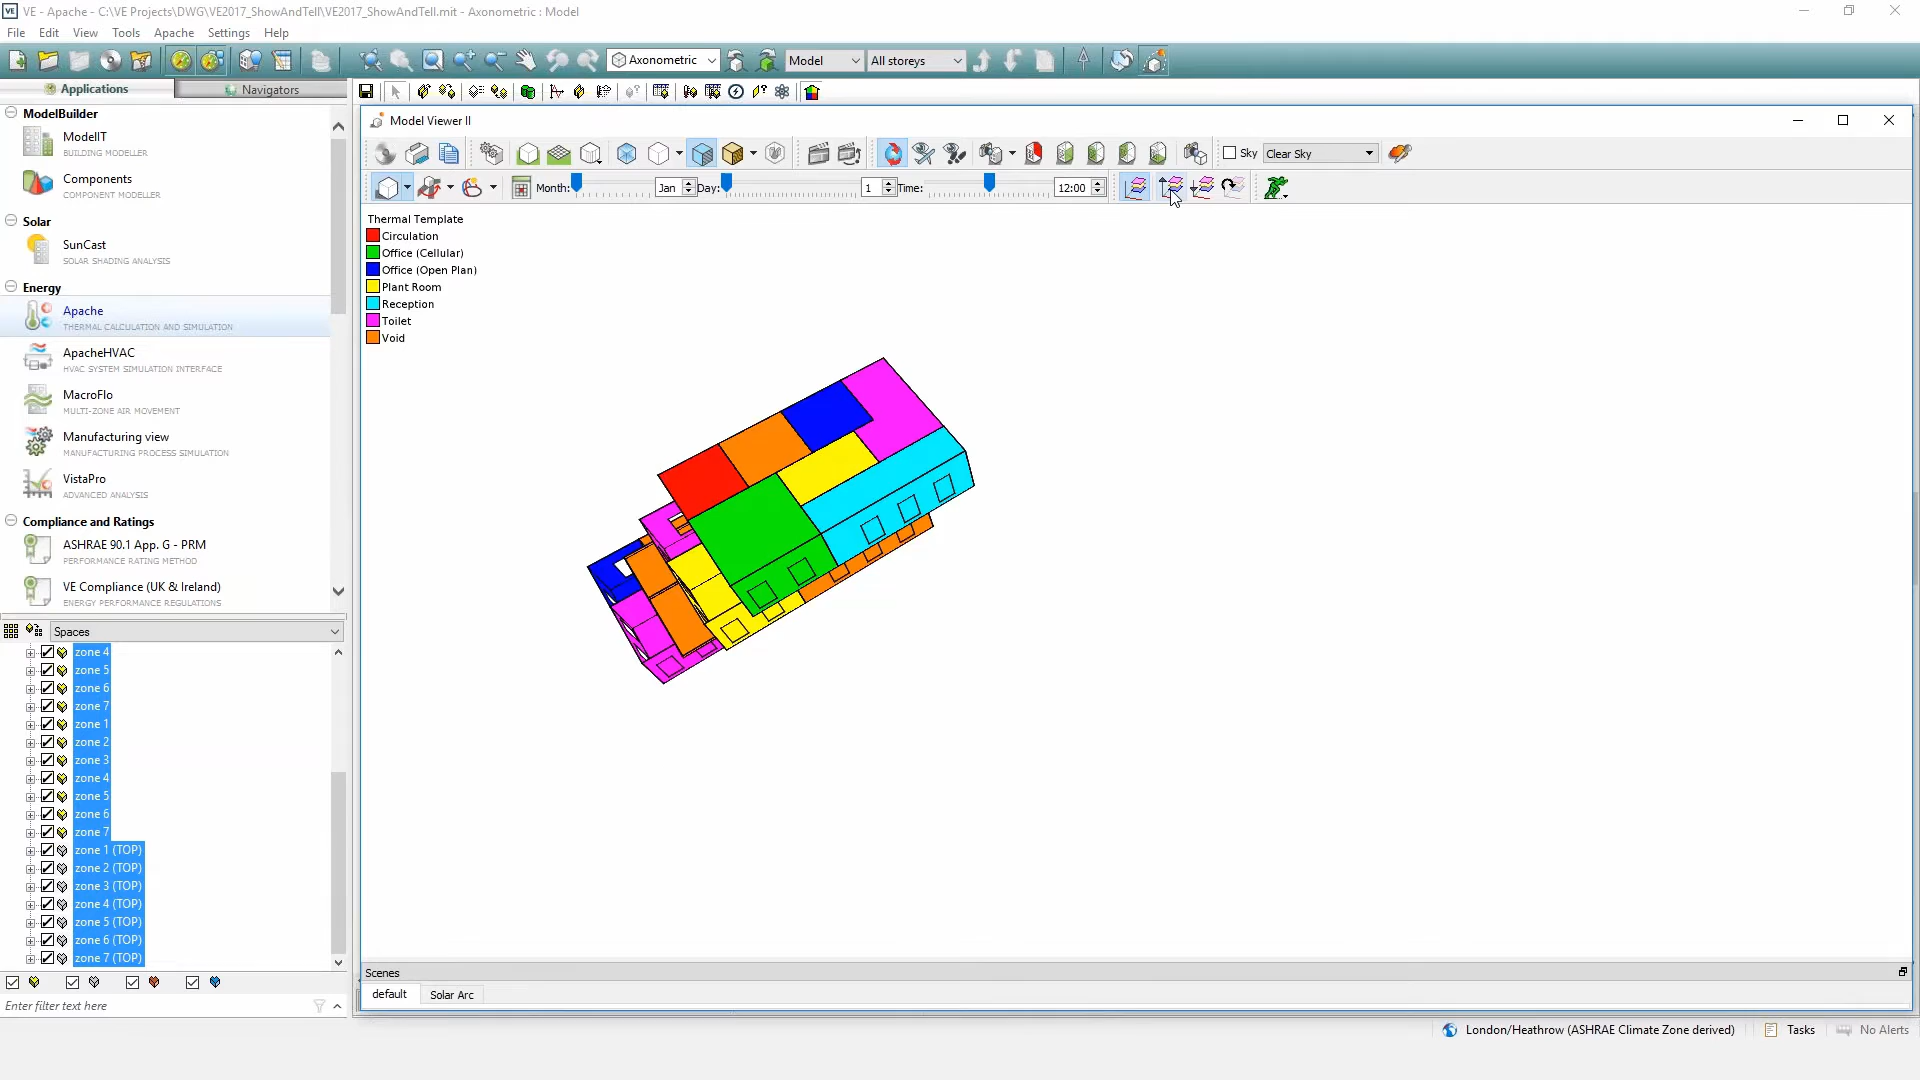 VE - Apache - C:\VE Projects\DWG\VE2017_ShowAndTell\VE2017_ShowAndTell.mit - Axonometric : Model
File Edit View Tools Apache Settings Help
Axonometric Model All storeys
Applications Navigators
ModelBuilder
ModelIT
BUILDING MODELLER
Components
COMPONENT MODELLER
Solar
SunCast
SOLAR SHADING ANALYSIS
Energy
Apache
THERMAL CALCULATION AND SIMULATION
ApacheHVAC
HVAC SYSTEM SIMULATION INTERFACE
MacroFlo
MULTI-ZONE AIR MOVEMENT
Manufacturing view
MANUFACTURING PROCESS SIMULATION
VistaPro
ADVANCED ANALYSIS
Compliance and Ratings
ASHRAE 90.1 App. G - PRM
PERFORMANCE RATING METHOD
VE Compliance (UK & Ireland)
ENERGY PERFORMANCE REGULATIONS
Spaces
zone 4
zone 5
zone 6
zone 7
zone 1
zone 2
zone 3
zone 4
zone 5
zone 6
zone 7
zone 1 (TOP)
zone 2 (TOP)
zone 3 (TOP)
zone 4 (TOP)
zone 5 (TOP)
zone 6 (TOP)
zone 7 (TOP)
Enter filter text here
Model Viewer II
Sky Clear Sky
Month: Jan Day: 1 Time: 12:00
Thermal Template
Circulation
Office (Cellular)
Office (Open Plan)
Plant Room
Reception
Toilet
Void
Scenes
default Solar Arc
London/Heathrow (ASHRAE Climate Zone derived) Tasks No Alerts